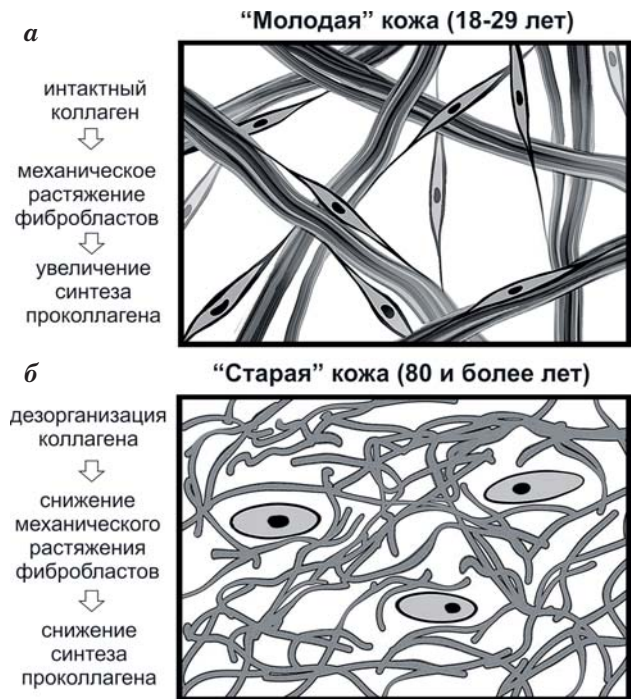 а
“Молодая” кожа (18-29 лет)
интактный
коллаген
механическое
растяжение
фибробластов
увеличение
синтеза
проколлагена
б
“Старая” кожа (80 и более лет)
дезорганизация
коллагена
снижение
механического
растяжения
фибробластов
снижение
синтеза
проколлагена